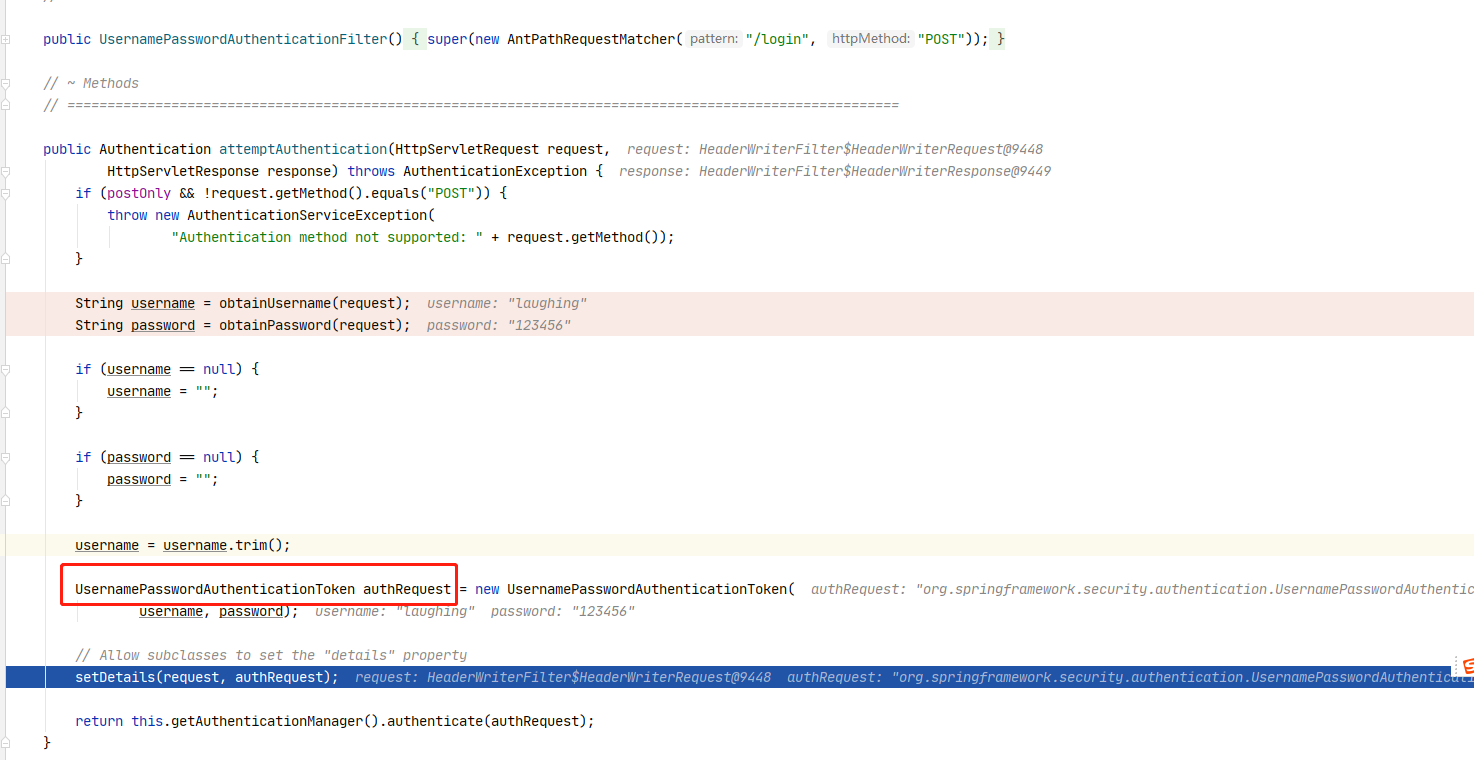 //
public UsernamePasswordAuthenticationFilter() { super(new AntPathRequestMatcher( pattern: "/login", httpMethod: "POST")); }
// ~ Methods
// ========================================================================================================
public Authentication attemptAuthentication(HttpServletRequest request, request: HeaderWriterFilter$HeaderWriterRequest@9448
HttpServletResponse response) throws AuthenticationException { response: HeaderWriterFilter$HeaderWriterResponse@9449
if (postOnly && !request.getMethod().equals("POST")) {
throw new AuthenticationServiceException(
"Authentication method not supported: " + request.getMethod());
}
String username = obtainUsername(request); username: "laughing"
String password = obtainPassword(request); password: "123456"
if (username == null) {
username = "";
}
if (password == null) {
password = "";
}
username = username.trim();
UsernamePasswordAuthenticationToken authRequest = new UsernamePasswordAuthenticationToken( authRequest: "org.springframework.security.authentication.UsernamePasswordAuthentic
username, password); username: "laughing" password: "123456"
// Allow subclasses to set the "details" property
setDetails(request, authRequest); request: HeaderWriterFilter$HeaderWriterRequest@9448 authRequest: "org.springframework.security.authentication.UsernamePasswordAuthenticati
return this.getAuthenticationManager().authenticate(authRequest);
}